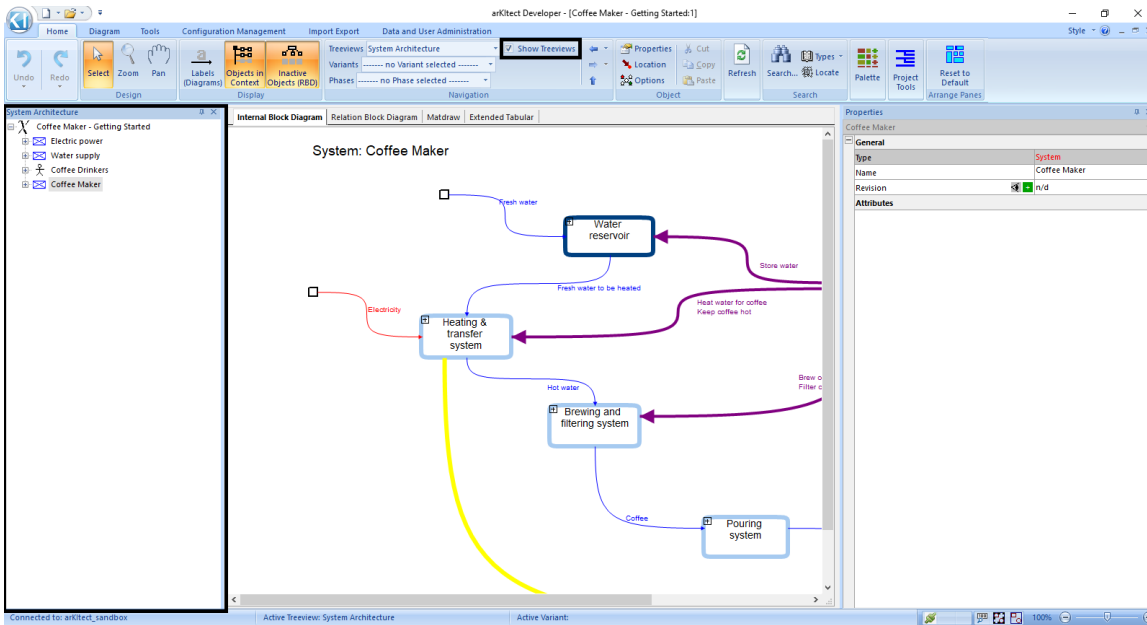 KI
arKItect Developer - [Coffee Maker - Getting Started:1]
Home Diagram Tools Configuration Management Import Export Data and User Administration Style
Undo Redo Select Zoom Pan Labels (Diagrams) Objects in Context Inactive Objects (RBD)
Treeviews System Architecture Show Treeviews
Variants ------- no Variant selected -------
Phases ------- no Phase selected -------
Properties Cut
Location Copy
Options Paste
Refresh Search... Types Locate
Palette Project Tools Reset to Default
Design Display Navigation Object Search Arrange Panes
System Architecture
Coffee Maker - Getting Started
Electric power
Water supply
Coffee Drinkers
Coffee Maker
Internal Block Diagram Relation Block Diagram Matdraw Extended Tabular
System: Coffee Maker
Fresh water
Water
reservoir
Store water
Fresh water to be heated
Electricity
Heat water for coffee
Keep coffee hot
Heating &
transfer
system
Hot water
Brew c
Filter c
Brewing and
filtering system
Coffee
Pouring
system
Properties
Coffee Maker
General
Type System
Name Coffee Maker
Revision n/d
Attributes
Connected to: arKItect_sandbox Active Treeview: System Architecture Active Variant: 100%